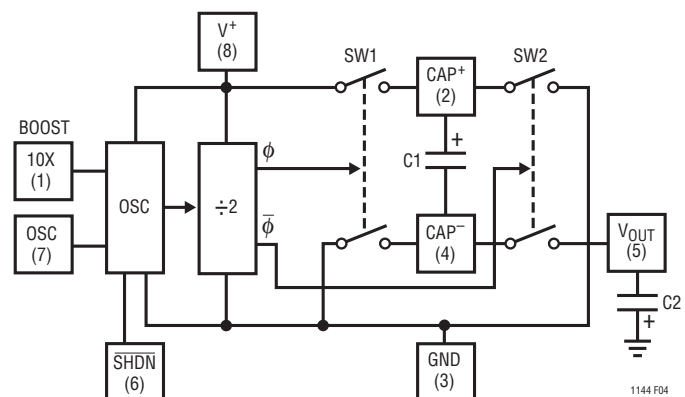 V+
(8)
SW1
CAP+
(2)
SW2
BOOST
10X
(1)
OSC
(7)
OSC
÷2
ϕ
ϕ̅
+
C1
CAP–
(4)
VOUT
(5)
C2
+
S̅H̅D̅N̅
(6)
GND
(3)
1144 F04